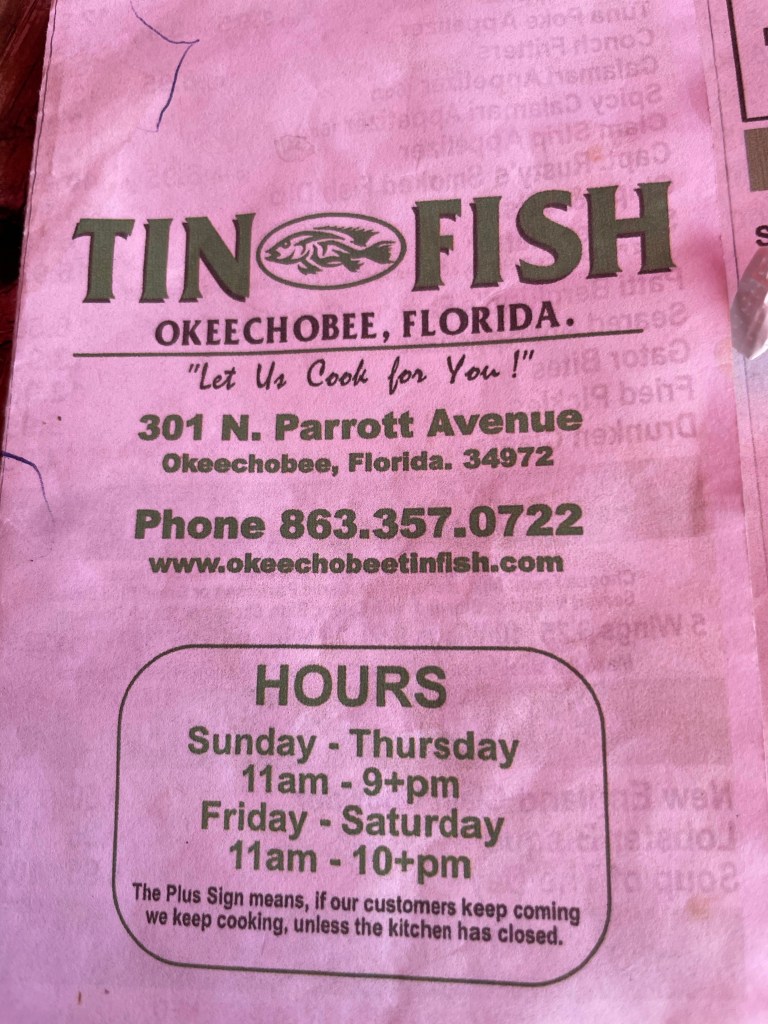 TIN FISH
OKEECHOBEE, FLORIDA.
"Let Us Cook for You!"
301 N. Parrott Avenue
Okeechobee, Florida. 34972
Phone 863.357.0722
www.okeechobeetinfish.com
HOURS
Sunday - Thursday
11am - 9+pm
Friday - Saturday
11am - 10+pm
The Plus Sign means, if our customers keep coming
we keep cooking, unless the kitchen has closed.